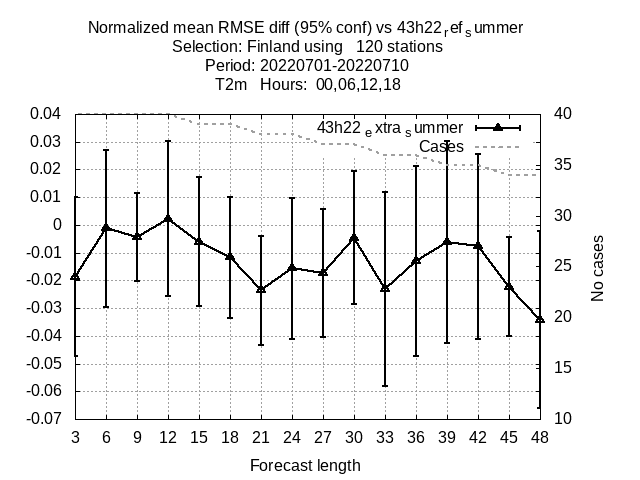 Normalized mean RMSE diff (95% conf) vs 43h22refsummer
Selection: Finland using   120 stations
Period: 20220701-20220710
T2m   Hours:  00,06,12,18
43h22extrasummer
Cases
0.04
0.03
0.02
0.01
0
-0.01
-0.02
-0.03
-0.04
-0.05
-0.06
-0.07
40
35
30
25
20
15
10
No cases
3 6 9 12 15 18 21 24 27 30 33 36 39 42 45 48
Forecast length